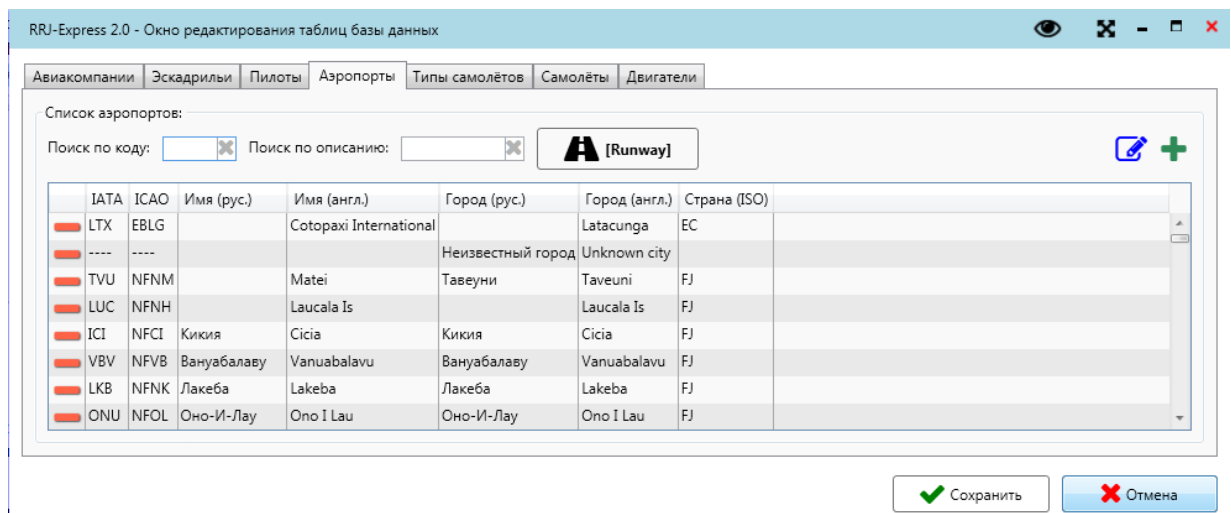 RRJ-Express 2.0 - Окно редактирования таблиц базы данных
Авиакомпании Эскадрильи Пилоты Аэропорты Типы самолётов Самолёты Двигатели
Список аэропортов:
Поиск по коду: Поиск по описанию: [Runway]
IATA ICAO Имя (рус.) Имя (англ.) Город (рус.) Город (англ.) Страна (ISO)
LTX EBLG Cotopaxi International Latacunga EC
---- ---- Неизвестный город Unknown city
TVU NFNM Matei Тавеуни Taveuni FJ
LUC NFNH Laucala Is Laucala Is FJ
ICI NFCI Кикия Cicia Кикия Cicia FJ
VBV NFVB Вануабалаву Vanuabalavu Вануабалаву Vanuabalavu FJ
LKB NFNK Лакеба Lakeba Лакеба Lakeba FJ
ONU NFOL Оно-И-Лау Ono I Lau Оно-И-Лау Ono I Lau FJ
Сохранить Отмена